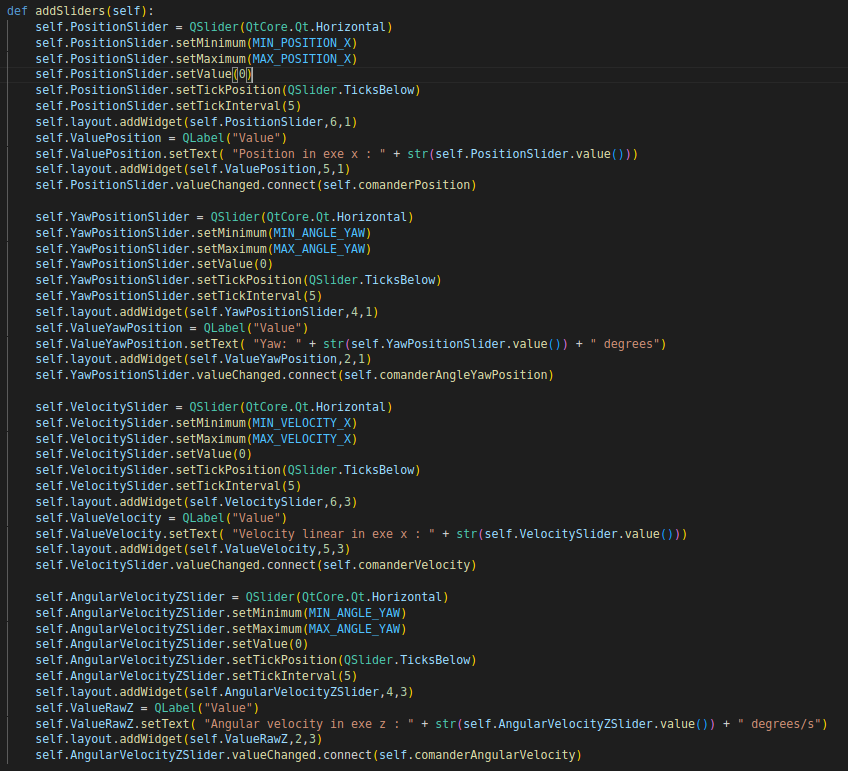 def addSliders(self):
    self.PositionSlider = QSlider(QtCore.Qt.Horizontal)
    self.PositionSlider.setMinimum(MIN_POSITION_X)
    self.PositionSlider.setMaximum(MAX_POSITION_X)
    self.PositionSlider.setValue(0)
    self.PositionSlider.setTickPosition(QSlider.TicksBelow)
    self.PositionSlider.setTickInterval(5)
    self.layout.addWidget(self.PositionSlider,6,1)
    self.ValuePosition = QLabel("Value")
    self.ValuePosition.setText( "Position in exe x : " + str(self.PositionSlider.value()))
    self.layout.addWidget(self.ValuePosition,5,1)
    self.PositionSlider.valueChanged.connect(self.comanderPosition)

    self.YawPositionSlider = QSlider(QtCore.Qt.Horizontal)
    self.YawPositionSlider.setMinimum(MIN_ANGLE_YAW)
    self.YawPositionSlider.setMaximum(MAX_ANGLE_YAW)
    self.YawPositionSlider.setValue(0)
    self.YawPositionSlider.setTickPosition(QSlider.TicksBelow)
    self.YawPositionSlider.setTickInterval(5)
    self.layout.addWidget(self.YawPositionSlider,4,1)
    self.ValueYawPosition = QLabel("Value")
    self.ValueYawPosition.setText( "Yaw: " + str(self.YawPositionSlider.value()) + " degrees")
    self.layout.addWidget(self.ValueYawPosition,2,1)
    self.YawPositionSlider.valueChanged.connect(self.comanderAngleYawPosition)

    self.VelocitySlider = QSlider(QtCore.Qt.Horizontal)
    self.VelocitySlider.setMinimum(MIN_VELOCITY_X)
    self.VelocitySlider.setMaximum(MAX_VELOCITY_X)
    self.VelocitySlider.setValue(0)
    self.VelocitySlider.setTickPosition(QSlider.TicksBelow)
    self.VelocitySlider.setTickInterval(5)
    self.layout.addWidget(self.VelocitySlider,6,3)
    self.ValueVelocity = QLabel("Value")
    self.ValueVelocity.setText( "Velocity linear in exe x : " + str(self.VelocitySlider.value()))
    self.layout.addWidget(self.ValueVelocity,5,3)
    self.VelocitySlider.valueChanged.connect(self.comanderVelocity)

    self.AngularVelocityZSlider = QSlider(QtCore.Qt.Horizontal)
    self.AngularVelocityZSlider.setMinimum(MIN_ANGLE_YAW)
    self.AngularVelocityZSlider.setMaximum(MAX_ANGLE_YAW)
    self.AngularVelocityZSlider.setValue(0)
    self.AngularVelocityZSlider.setTickPosition(QSlider.TicksBelow)
    self.AngularVelocityZSlider.setTickInterval(5)
    self.layout.addWidget(self.AngularVelocityZSlider,4,3)
    self.ValueRawZ = QLabel("Value")
    self.ValueRawZ.setText( "Angular velocity in exe z : " + str(self.AngularVelocityZSlider.value()) + " degrees/s")
    self.layout.addWidget(self.ValueRawZ,2,3)
    self.AngularVelocityZSlider.valueChanged.connect(self.comanderAngularVelocity)